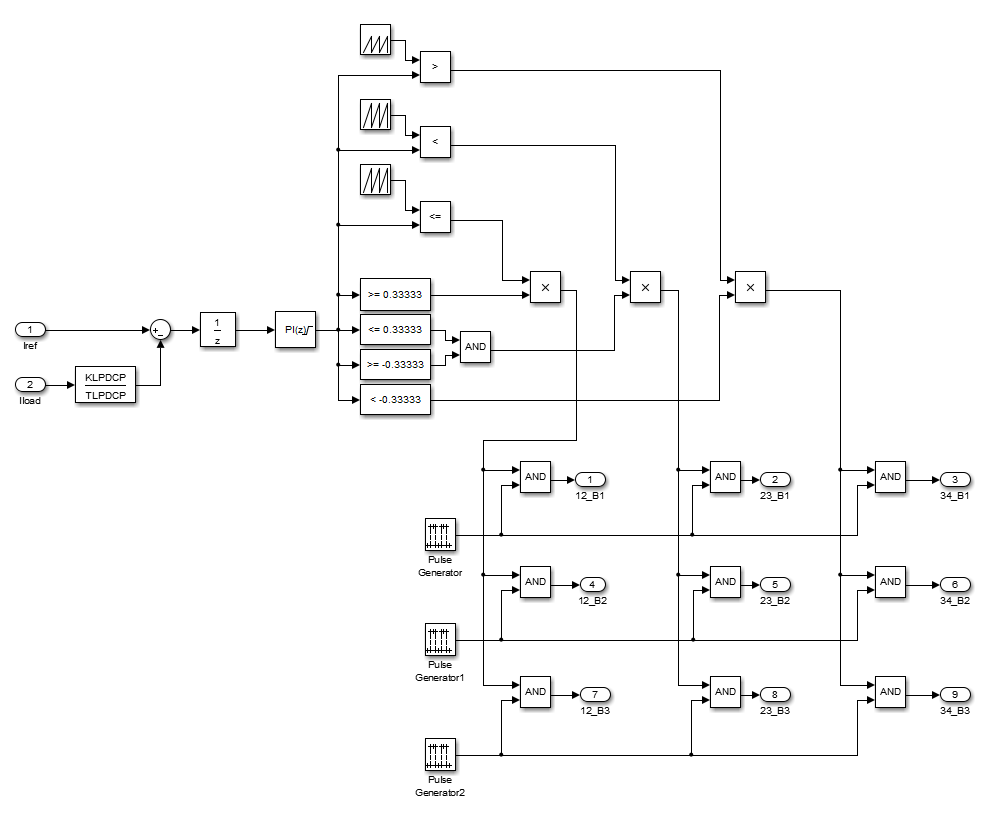 >
<
<=
×
×
×
>= 0.33333
<= 0.33333
>= -0.33333
< -0.33333
AND
1
Iref
+
−
1
z
PI(z)
2
Iload
KLPDCP
TLPDCP
AND
1
12_B1
AND
2
23_B1
AND
3
34_B1
Pulse
Generator
AND
4
12_B2
AND
5
23_B2
AND
6
34_B2
Pulse
Generator1
AND
7
12_B3
AND
8
23_B3
AND
9
34_B3
Pulse
Generator2